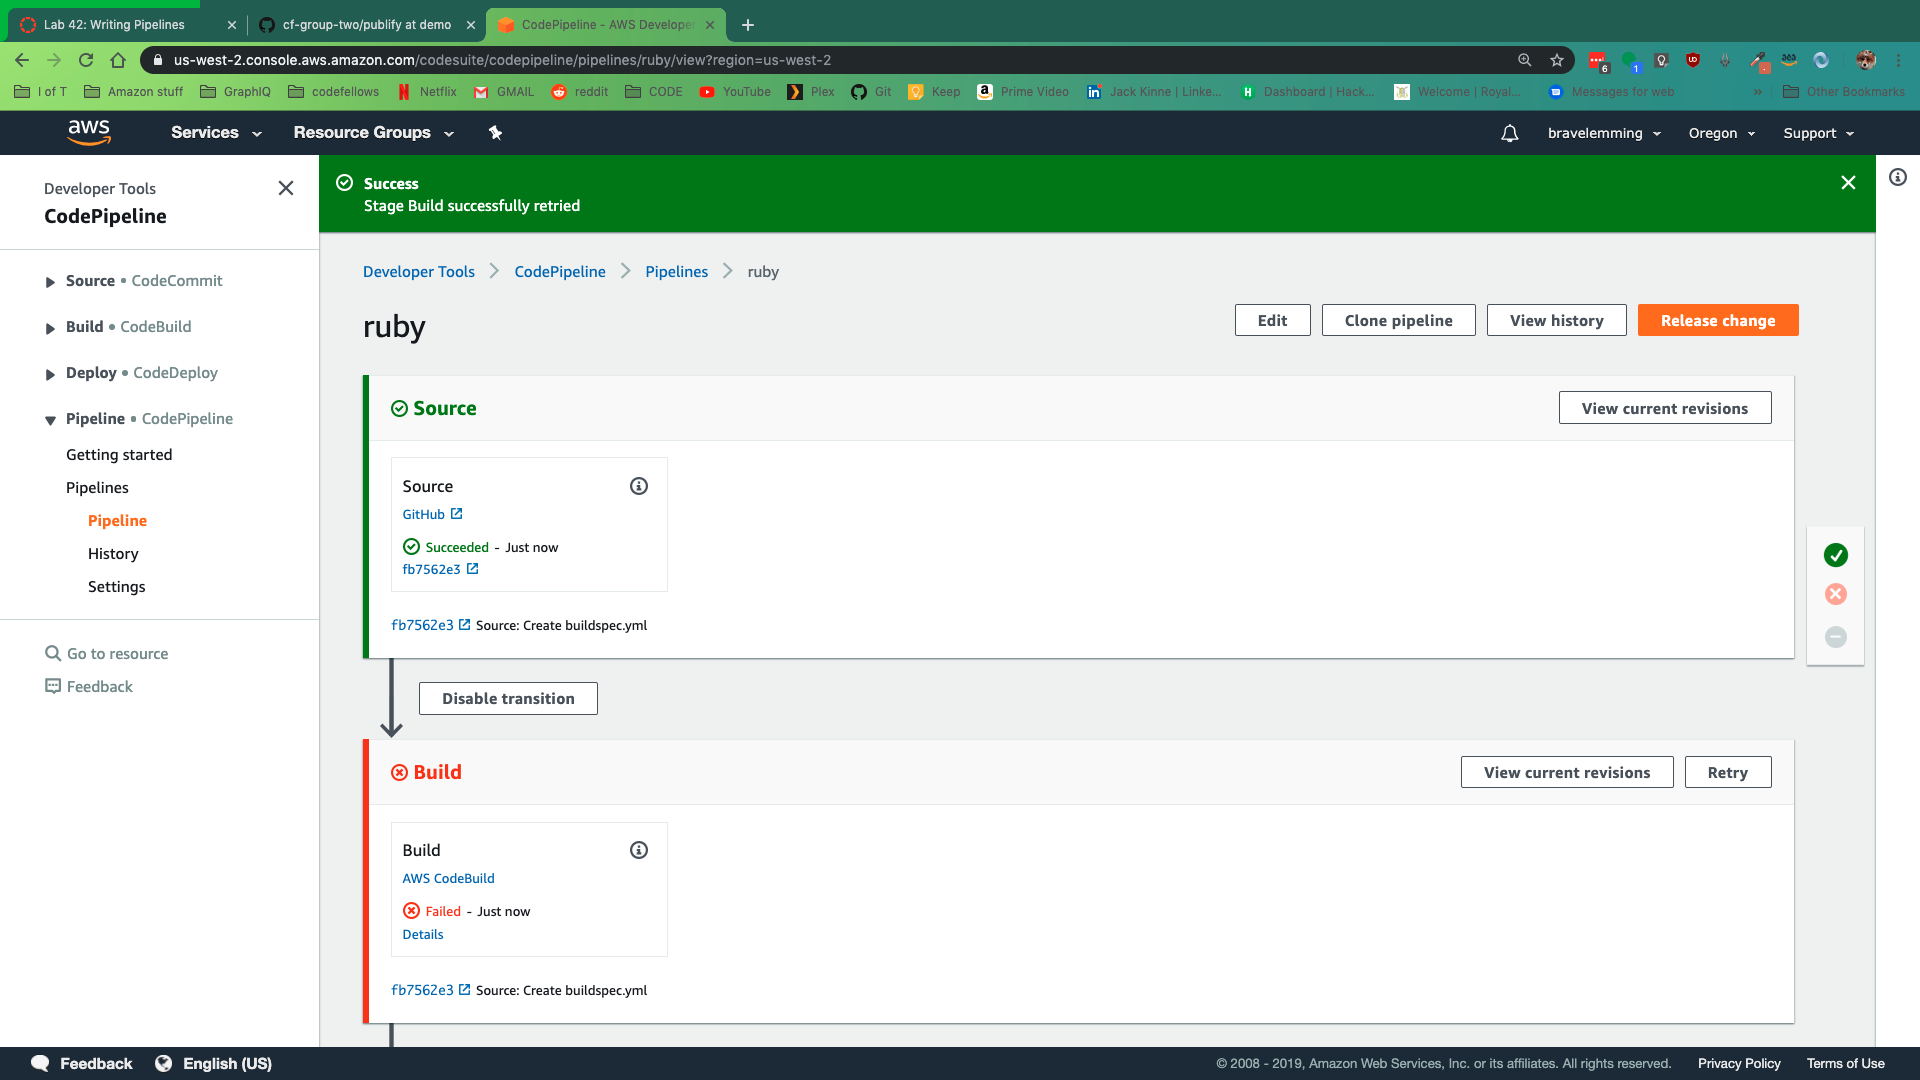 Lab 42: Writing Pipelines
cf-group-two/publify at demo
CodePipeline - AWS Developer
us-west-2.console.aws.amazon.com/codesuite/codepipeline/pipelines/ruby/view?region=us-west-2
6
1
I of T
Amazon stuff
GraphIQ
codefellows
Netflix
GMAIL
reddit
CODE
YouTube
Plex
Git
Keep
Prime Video
Jack Kinne | Linke...
Dashboard | Hack...
Welcome | Royal...
Messages for web
»
Other Bookmarks
aws
Services
Resource Groups
bravelemming
Oregon
Support
Developer Tools
CodePipeline
Source • CodeCommit
Build • CodeBuild
Deploy • CodeDeploy
Pipeline • CodePipeline
Getting started
Pipelines
Pipeline
History
Settings
Go to resource
Feedback
Success
Stage Build successfully retried
Developer Tools
CodePipeline
Pipelines
ruby
ruby
Edit
Clone pipeline
View history
Release change
Source
View current revisions
Source
GitHub
Succeeded - Just now
fb7562e3
fb7562e3 Source: Create buildspec.yml
Disable transition
Build
View current revisions
Retry
Build
AWS CodeBuild
Failed - Just now
Details
fb7562e3 Source: Create buildspec.yml
Feedback
English (US)
© 2008 - 2019, Amazon Web Services, Inc. or its affiliates. All rights reserved.
Privacy Policy
Terms of Use